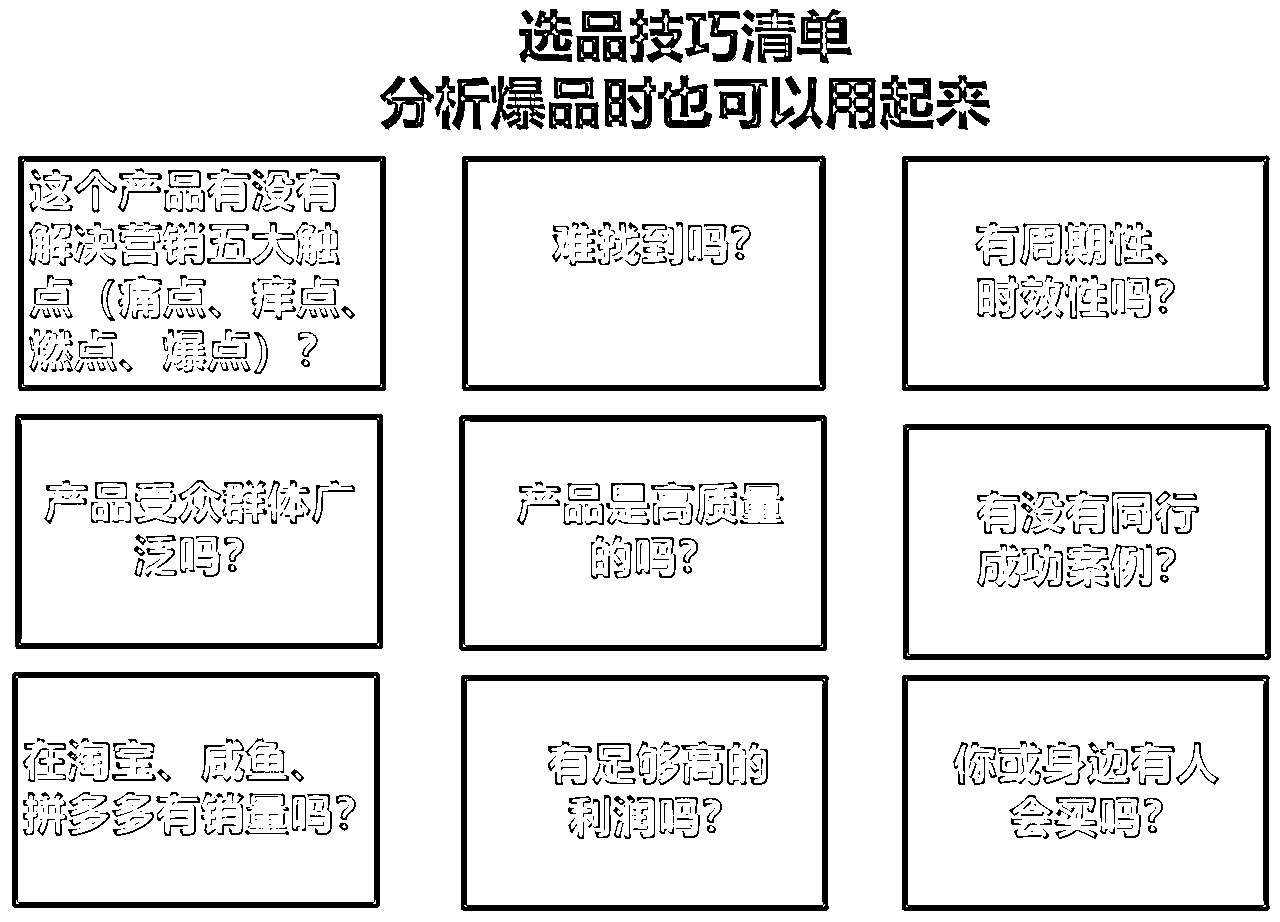 选品技巧清单
分析爆品时也可以用起来
这个产品有没有
解决营销五大触
点（痛点、痒点、
燃点、爆点）？
难找到吗？
有周期性、
时效性吗？
产品受众群体广
泛吗？
产品是高质量
的吗？
有没有同行
成功案例？
在淘宝、咸鱼、
拼多多有销量吗？
有足够高的
利润吗？
你或身边有人
会买吗？